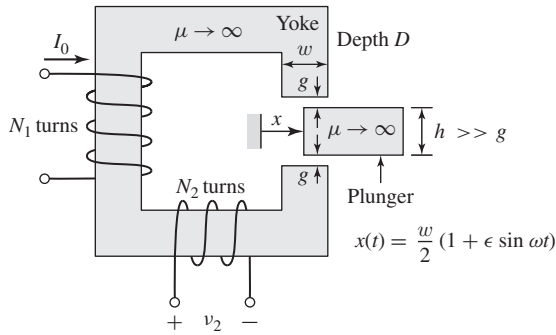 Yoke
I₀
μ → ∞
w
Depth D
g
x
μ → ∞
h >> g
N₁ turns
g
N₂ turns
Plunger
x(t) = w/2 (1 + ϵ sin ωt)
+ v₂ −